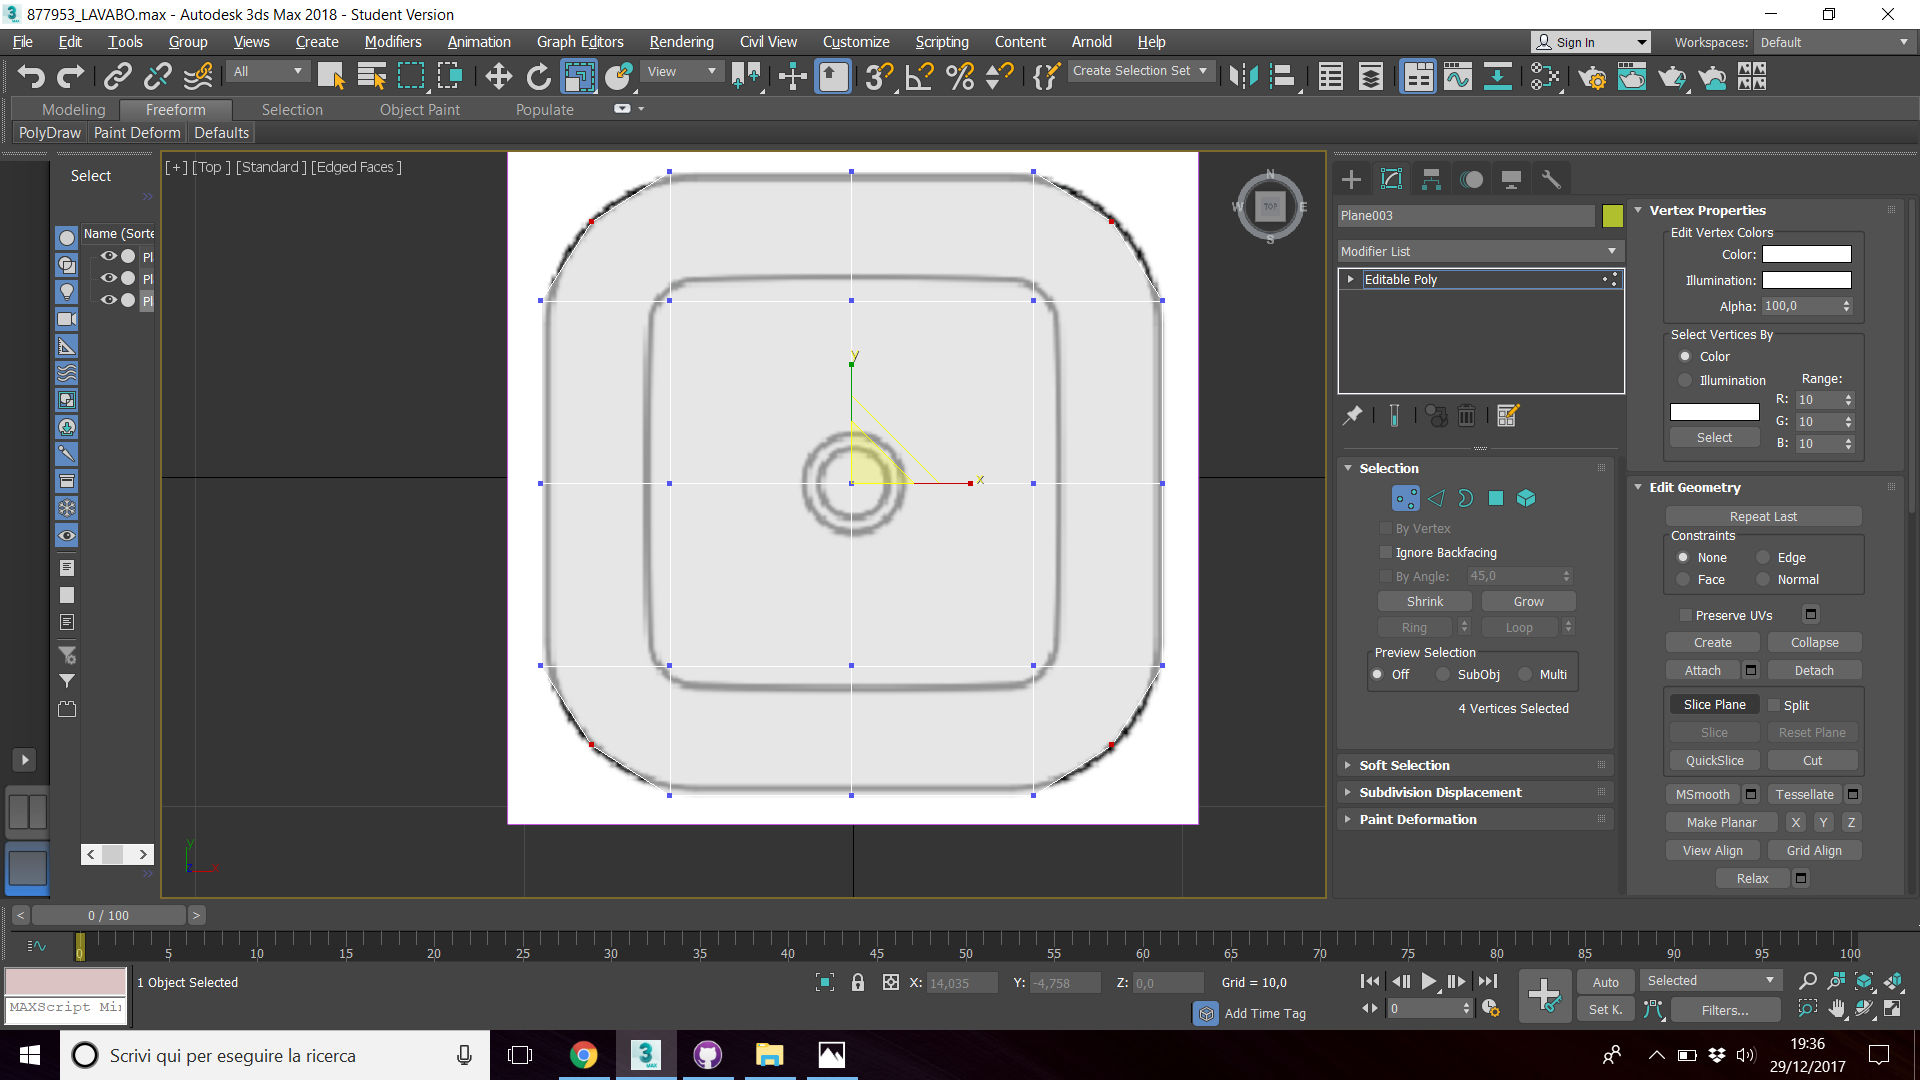 877953_LAVABO.max - Autodesk 3ds Max 2018 - Student Version
File Edit Tools Group Views Create Modifiers Animation Graph Editors Rendering Civil View Customize Scripting Content Arnold Help Sign In Workspaces: Default
All View Create Selection Set
Modeling Freeform Selection Object Paint Populate
PolyDraw Paint Deform Defaults
Select
Name (Sorte
Pl
Pl
Pl
[+] [Top ] [Standard ] [Edged Faces ]
N
W TOP E
S
y
x
y
x
Plane003
Modifier List
Editable Poly
Selection
By Vertex
Ignore Backfacing
By Angle: 45,0
Shrink Grow
Ring Loop
Preview Selection
Off SubObj Multi
4 Vertices Selected
Soft Selection
Subdivision Displacement
Paint Deformation
Vertex Properties
Edit Vertex Colors
Color:
Illumination:
Alpha: 100,0
Select Vertices By
Color
Illumination Range:
R: 10
G: 10
Select B: 10
Edit Geometry
Repeat Last
Constraints
None Edge
Face Normal
Preserve UVs
Create Collapse
Attach Detach
Slice Plane Split
Slice Reset Plane
QuickSlice Cut
MSmooth Tessellate
Make Planar X Y Z
View Align Grid Align
Relax
< 0 / 100 >
0 5 10 15 20 25 30 35 40 45 50 55 60 65 70 75 80 85 90 95 100
1 Object Selected X: 14,035 Y: -4,758 Z: 0,0 Grid = 10,0 Auto Selected
MAXScript Mi
Add Time Tag 0 Set K. Filters...
Scrivi qui per eseguire la ricerca
3 MAX
19:36
29/12/2017